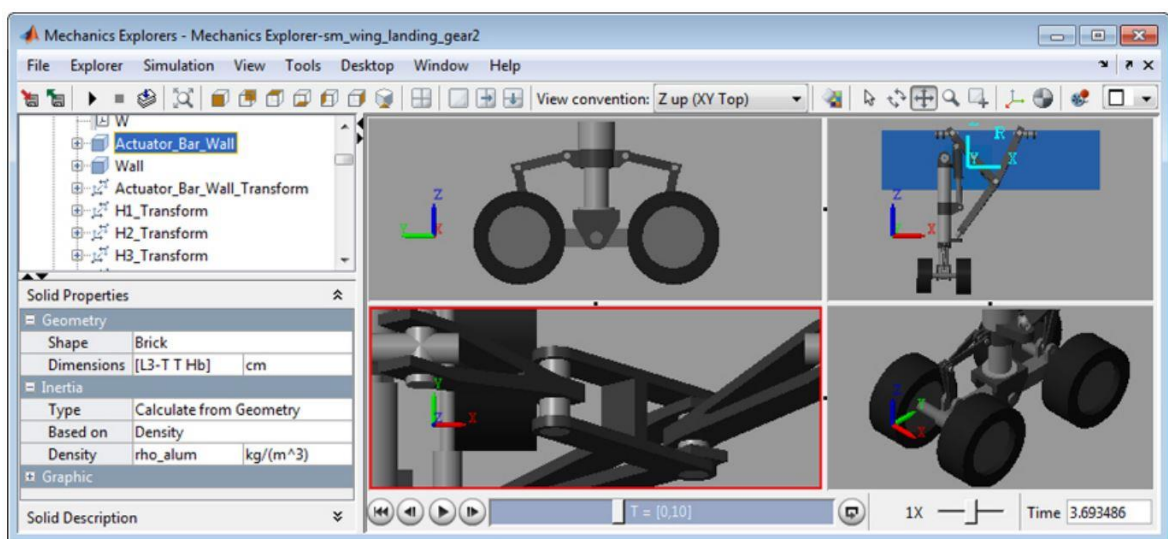 Mechanics Explorers - Mechanics Explorer-sm_wing_landing_gear2
File Explorer Simulation View Tools Desktop Window Help
View convention: Z up (XY Top)
W
Actuator_Bar_Wall
Wall
Actuator_Bar_Wall_Transform
H1_Transform
H2_Transform
H3_Transform
Solid Properties
Geometry
Shape Brick
Dimensions [L3-T T Hb] cm
Inertia
Type Calculate from Geometry
Based on Density
Density rho_alum kg/(m^3)
Graphic
Solid Description
Z
Y X
R
Y X
Z
X
Y
Z X
Z
Y
X
T = [0,10]
1X
Time 3.693486